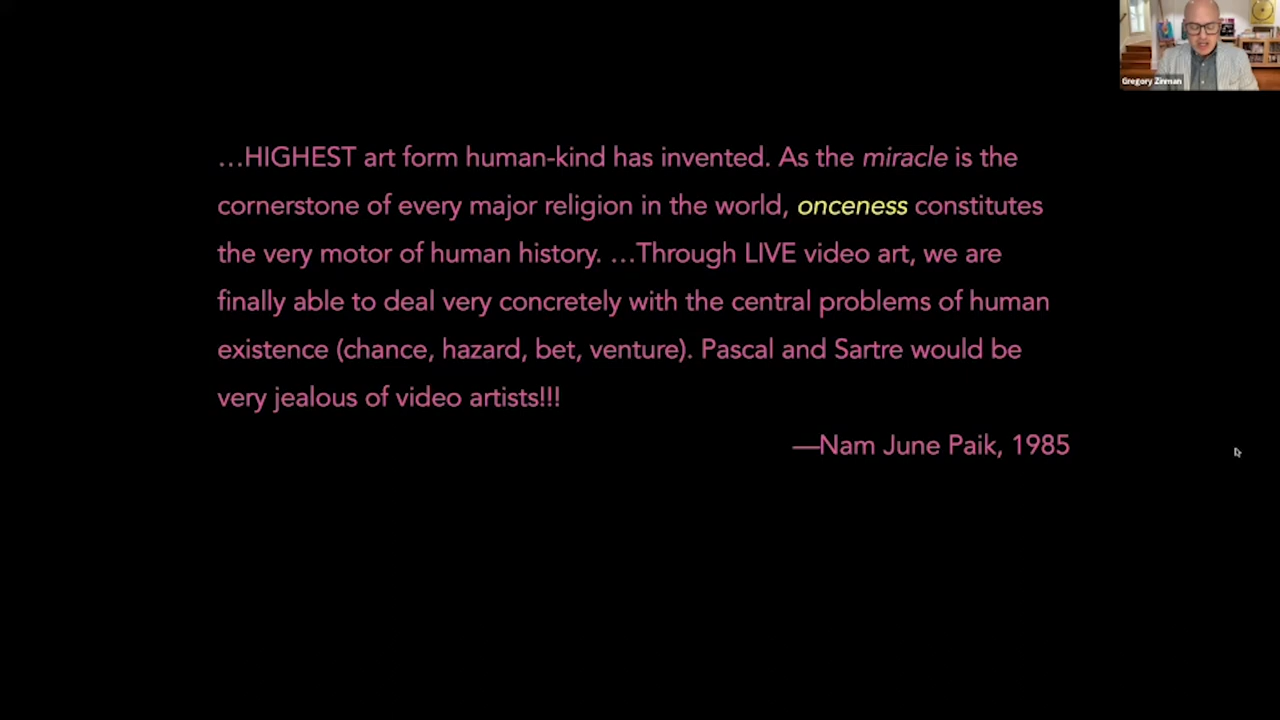 Gregory Zinman
…HIGHEST art form human-kind has invented. As the miracle is the
cornerstone of every major religion in the world, onceness constitutes
the very motor of human history. …Through LIVE video art, we are
finally able to deal very concretely with the central problems of human
existence (chance, hazard, bet, venture). Pascal and Sartre would be
very jealous of video artists!!!
—Nam June Paik, 1985